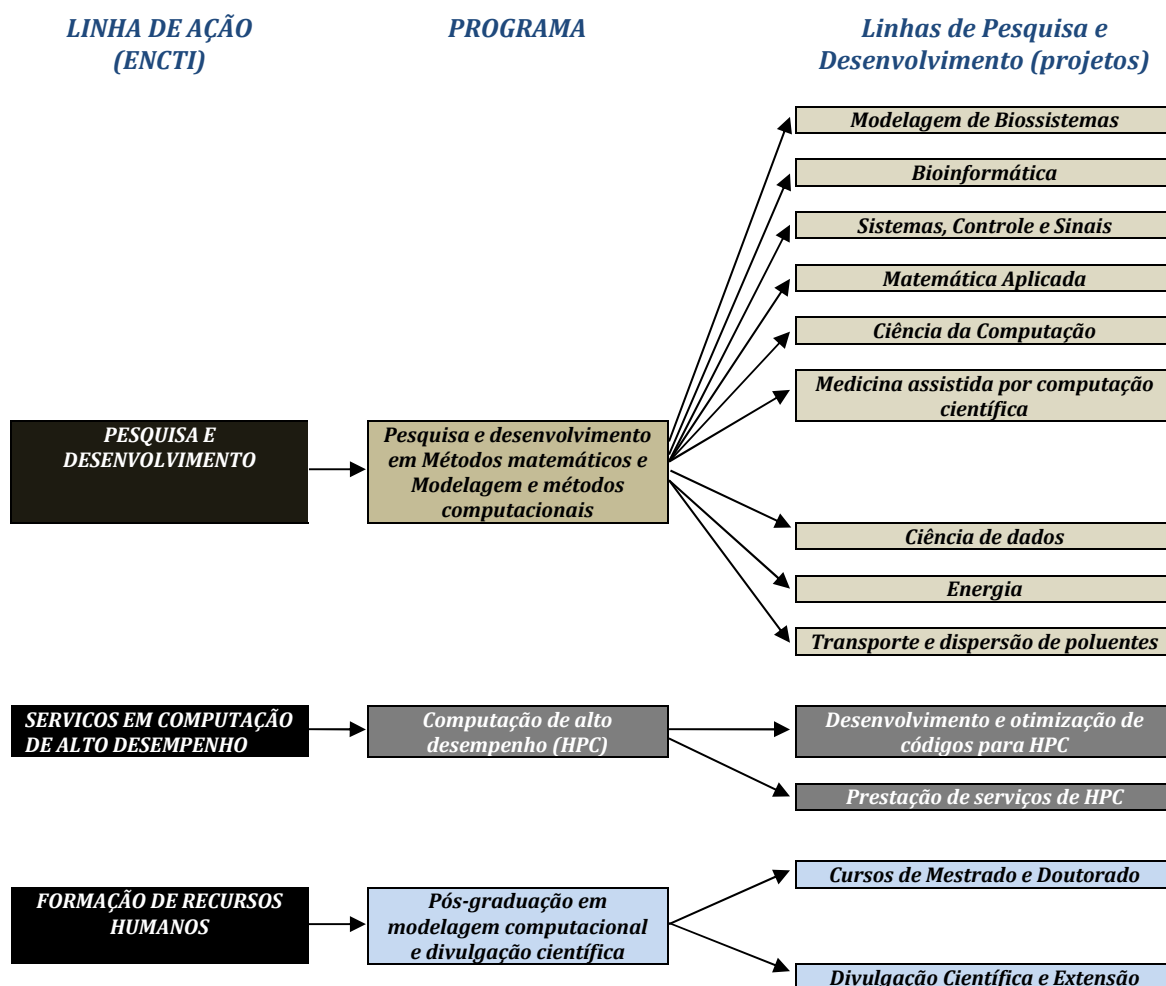 LINHA DE AÇÃO
(ENCTI)
PROGRAMA
Linhas de Pesquisa e
Desenvolvimento (projetos)
Modelagem de Biossistemas
Bioinformática
Sistemas, Controle e Sinais
Matemática Aplicada
Ciência da Computação
Medicina assistida por computação
científica
PESQUISA E
DESENVOLVIMENTO
Pesquisa e desenvolvimento
em Métodos matemáticos e
Modelagem e métodos
computacionais
Ciência de dados
Energia
Transporte e dispersão de poluentes
SERVICOS EM COMPUTAÇÃO
DE ALTO DESEMPENHO
Computação de alto
desempenho (HPC)
Desenvolvimento e otimização de
códigos para HPC
Prestação de serviços de HPC
FORMAÇÃO DE RECURSOS
HUMANOS
Pós-graduação em
modelagem computacional
e divulgação científica
Cursos de Mestrado e Doutorado
Divulgação Científica e Extensão